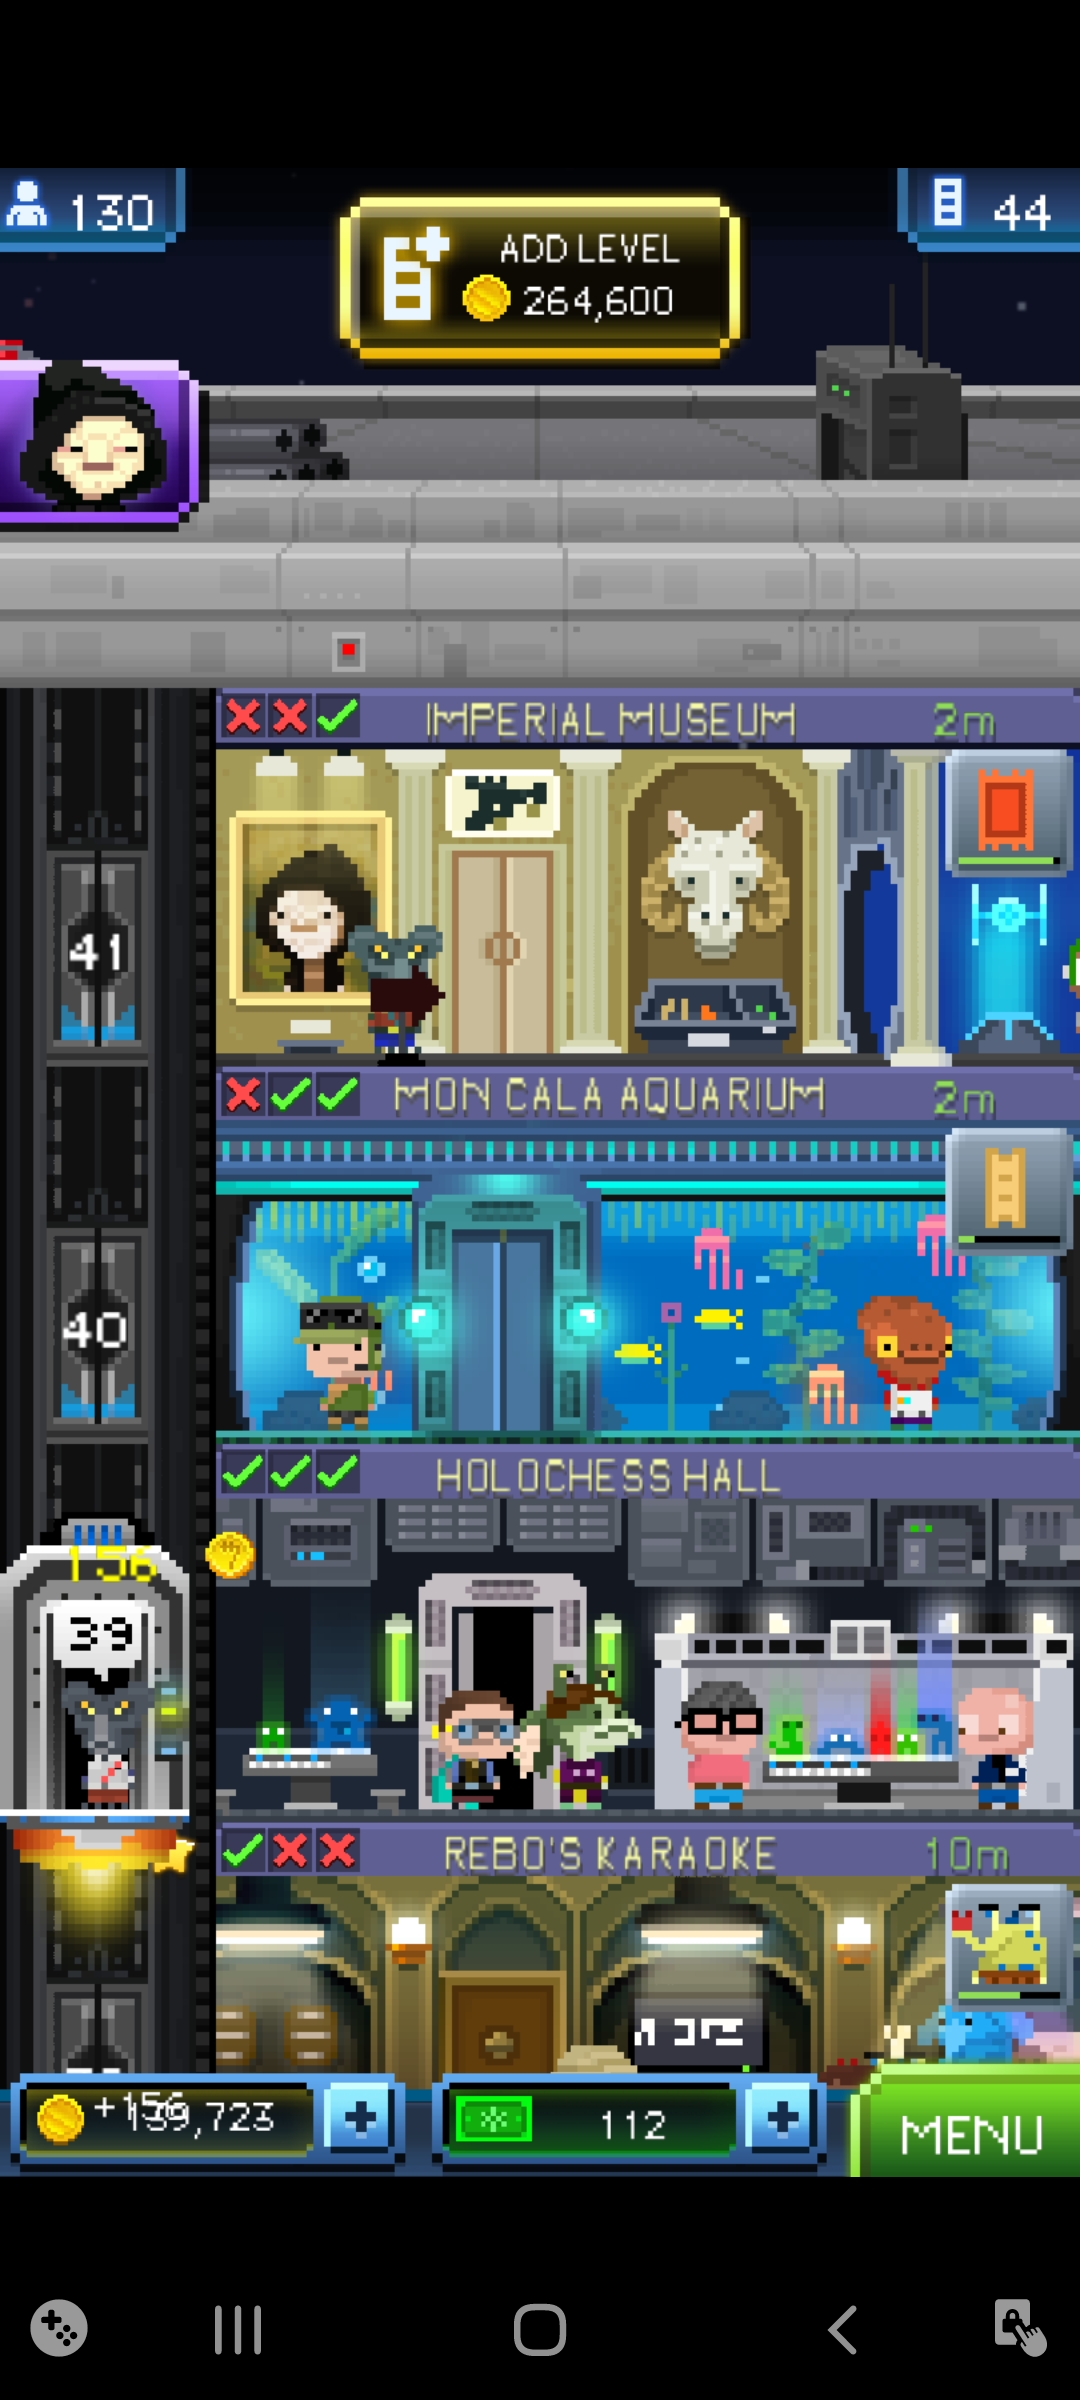 130
ADD LEVEL
264,600
44
IMPERIAL MUSEUM 2m
41
MON CALA AQUARIUM 2m
40
HOLOCHESS HALL
156
39
REBO'S KARAOKE 10m
+156
139,723
112
MENU